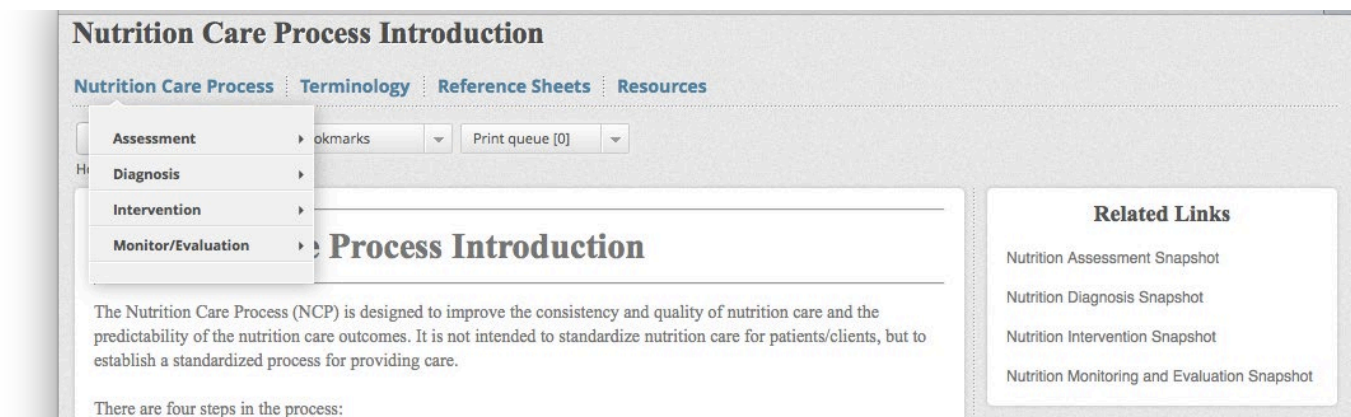 Nutrition Care Process Introduction
Nutrition Care Process Terminology Reference Sheets Resources
Assessment
okmarks Print queue [0]
Diagnosis
Intervention
Monitor/Evaluation
Process Introduction
The Nutrition Care Process (NCP) is designed to improve the consistency and quality of nutrition care and the
predictability of the nutrition care outcomes. It is not intended to standardize nutrition care for patients/clients, but to
establish a standardized process for providing care.
There are four steps in the process:
Related Links
Nutrition Assessment Snapshot
Nutrition Diagnosis Snapshot
Nutrition Intervention Snapshot
Nutrition Monitoring and Evaluation Snapshot